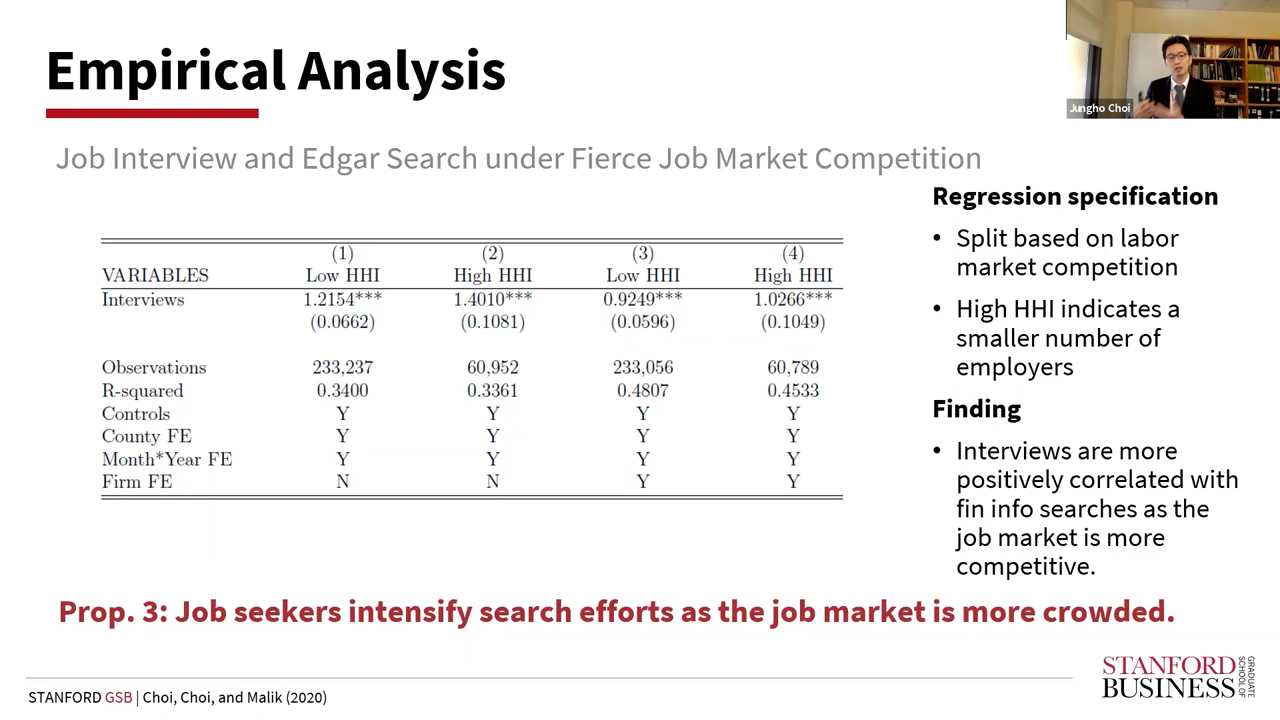 Empirical Analysis
Jungho Choi
Job Interview and Edgar Search under Fierce Job Market Competition
(1) (2) (3) (4)
VARIABLES Low HHI High HHI Low HHI High HHI
Interviews 1.2154*** 1.4010*** 0.9249*** 1.0266***
(0.0662) (0.1081) (0.0596) (0.1049)
Observations 233,237 60,952 233,056 60,789
R-squared 0.3400 0.3361 0.4807 0.4533
Controls Y Y Y Y
County FE Y Y Y Y
Month*Year FE Y Y Y Y
Firm FE N N Y Y
Regression specification
• Split based on labor
market competition
• High HHI indicates a
smaller number of
employers
Finding
• Interviews are more
positively correlated with
fin info searches as the
job market is more
competitive.
Prop. 3: Job seekers intensify search efforts as the job market is more crowded.
STANFORD GSB | Choi, Choi, and Malik (2020)
STANFORD
BUSINESS
GRADUATE
SCHOOL OF